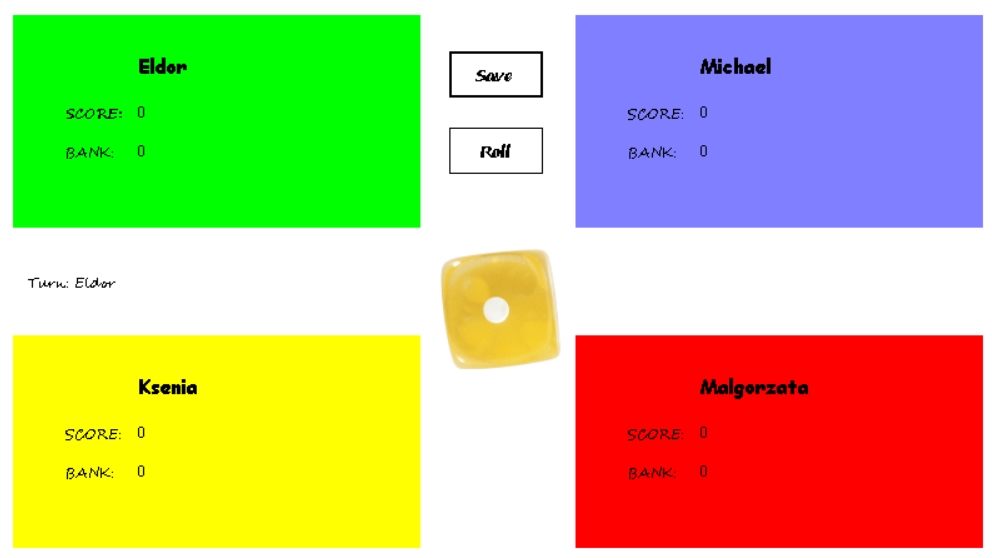 Eldor
SCORE: 0
BANK: 0
Save
Roll
Michael
SCORE: 0
BANK: 0
Turn: Eldor
Ksenia
SCORE: 0
BANK: 0
Malgorzata
SCORE: 0
BANK: 0